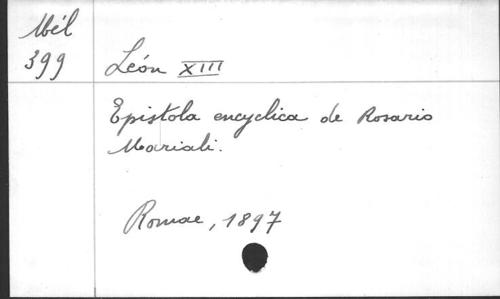 Mél
399
León XIII
Epistola encyclica de Rosario
Mariali.
Romae, 1897